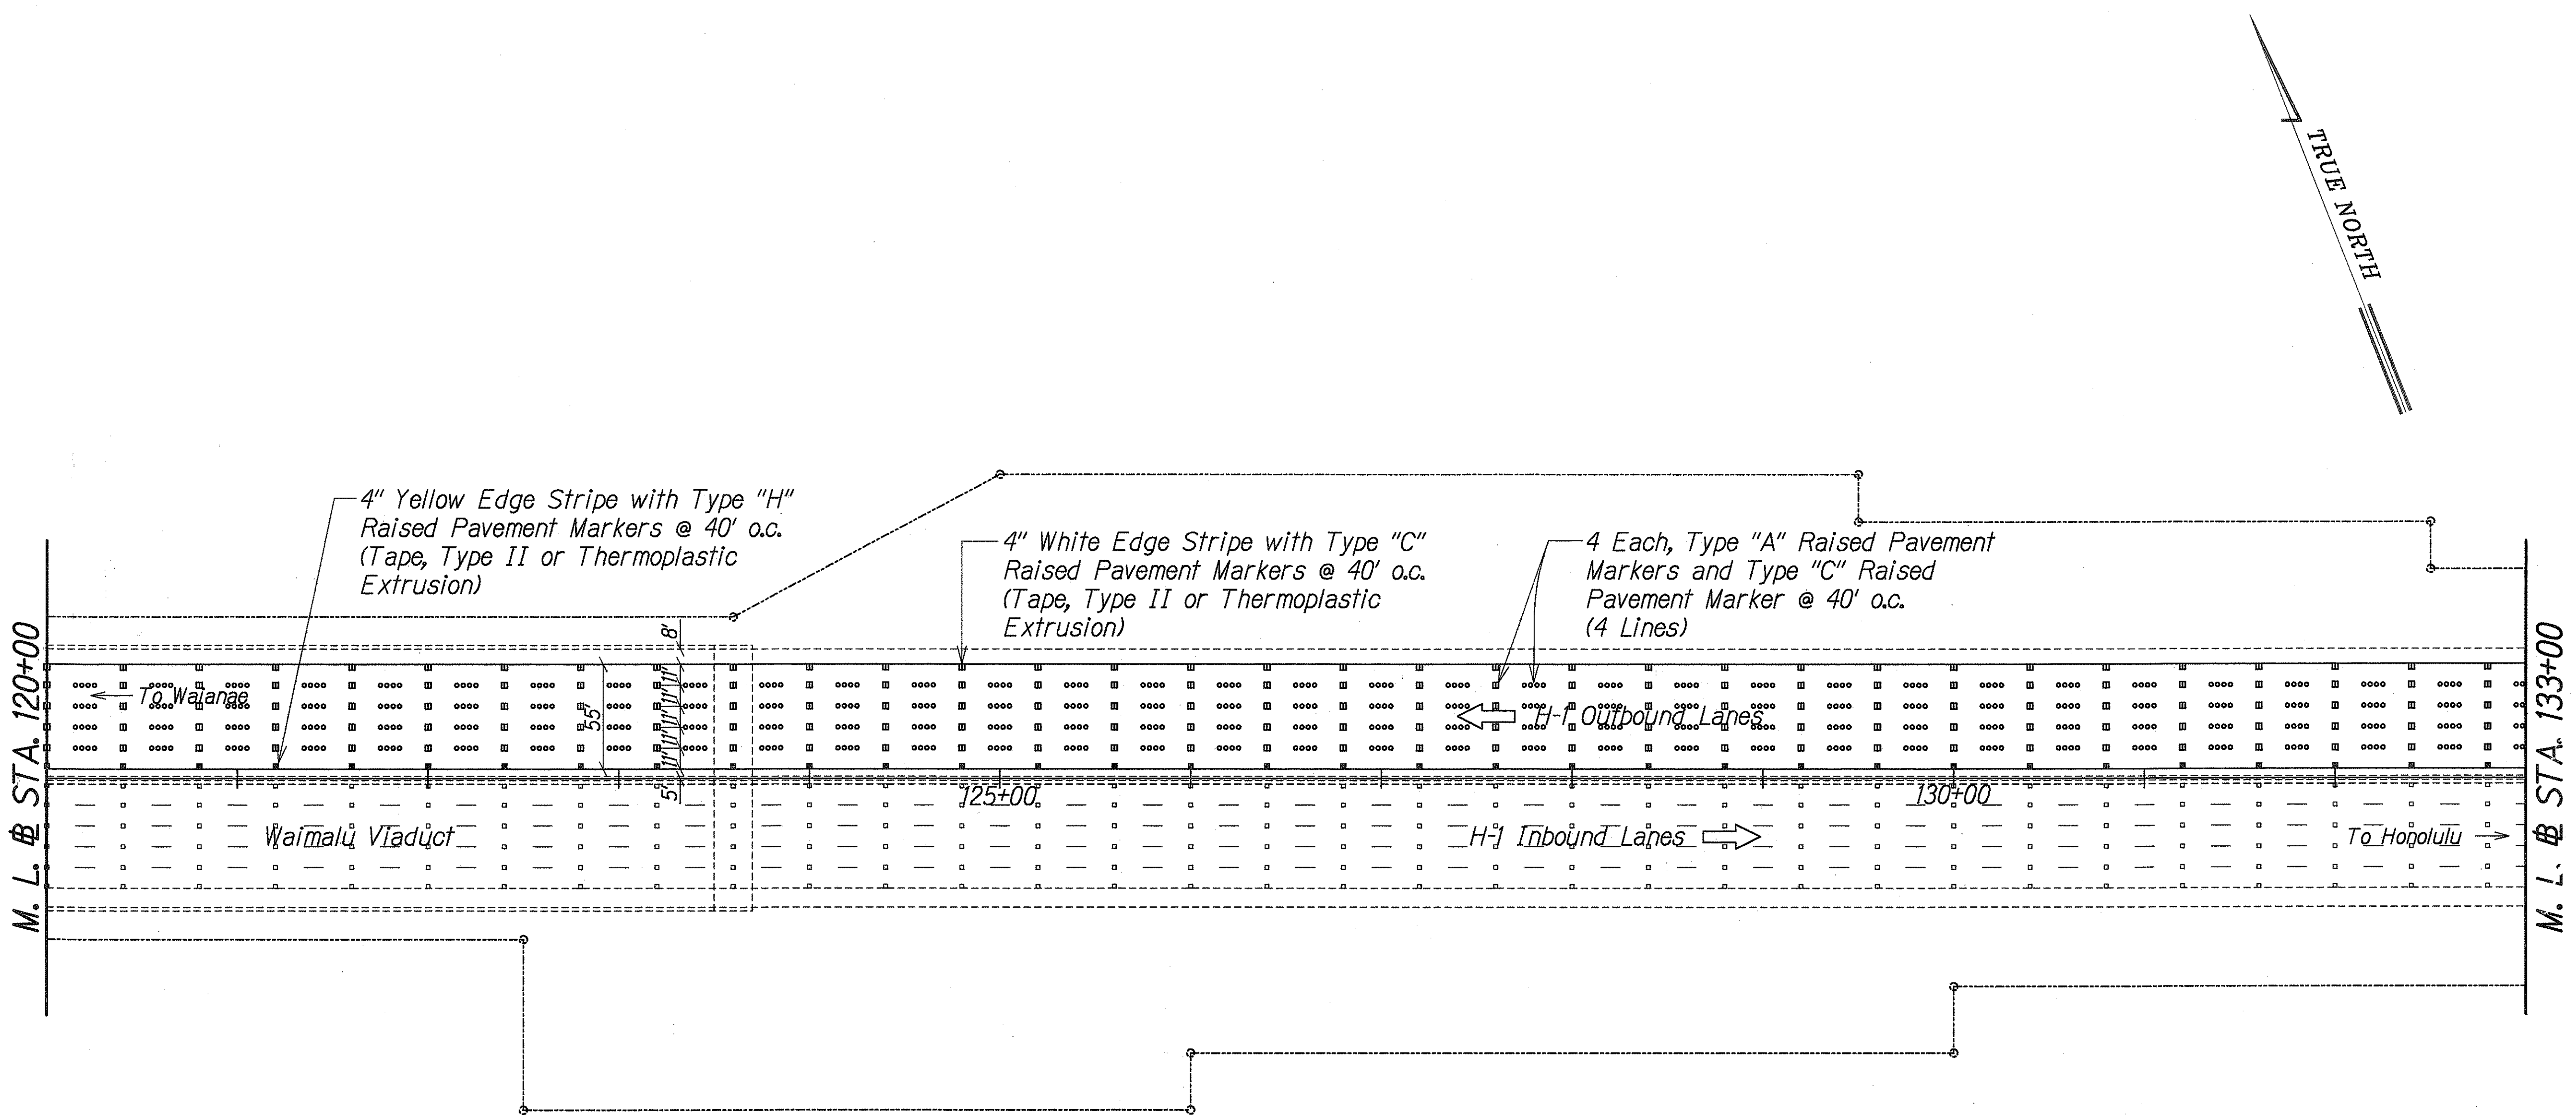 TRUE NORTH
4" Yellow Edge Stripe with Type "H"
Raised Pavement Markers @ 40' o.c.
(Tape, Type II or Thermoplastic
Extrusion)
4" White Edge Stripe with Type "C"
Raised Pavement Markers @ 40' o.c.
(Tape, Type II or Thermoplastic
Extrusion)
4 Each, Type "A" Raised Pavement
Markers and Type "C" Raised
Pavement Marker @ 40' o.c.
(4 Lines)
M. L. ⅊ STA. 120+00
8'
11'
11'
11'
11'
11'
55'
5'
To Waianae
H-1 Outbound Lanes
125+00
130+00
Waimalu Viaduct
H-1 Inbound Lanes
To Honolulu
M. L. ⅊ STA. 133+00